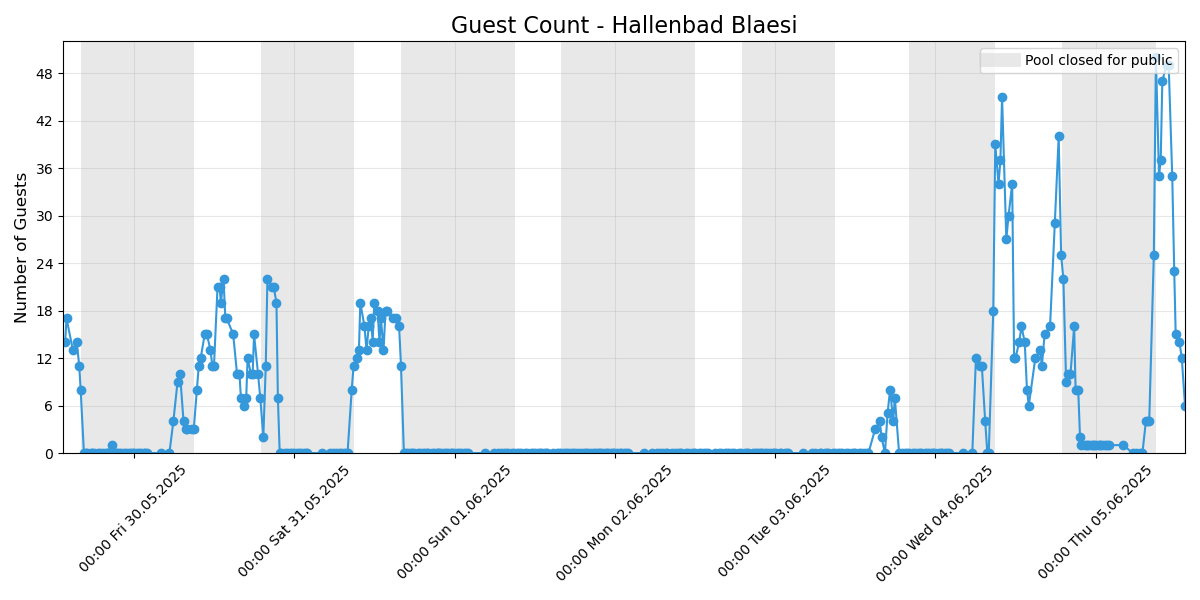 Guest Count - Hallenbad Blaesi
Pool closed for public
Number of Guests
48
42
36
30
24
18
12
6
0
00:00 Fri 30.05.2025
00:00 Sat 31.05.2025
00:00 Sun 01.06.2025
00:00 Mon 02.06.2025
00:00 Tue 03.06.2025
00:00 Wed 04.06.2025
00:00 Thu 05.06.2025